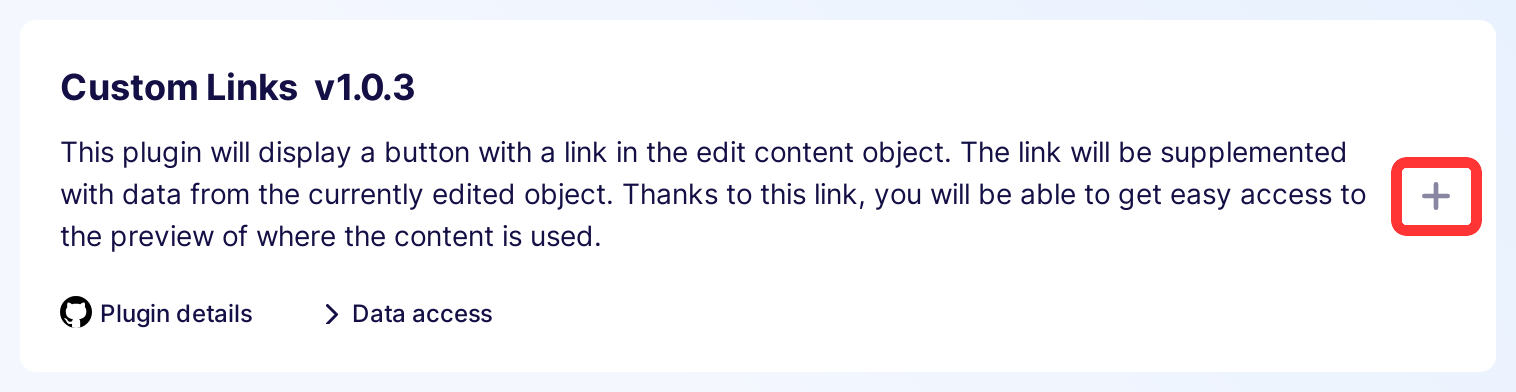 Custom Links v1.0.3
This plugin will display a button with a link in the edit content object. The link will be supplemented
with data from the currently edited object. Thanks to this link, you will be able to get easy access to
the preview of where the content is used.
Plugin details Data access